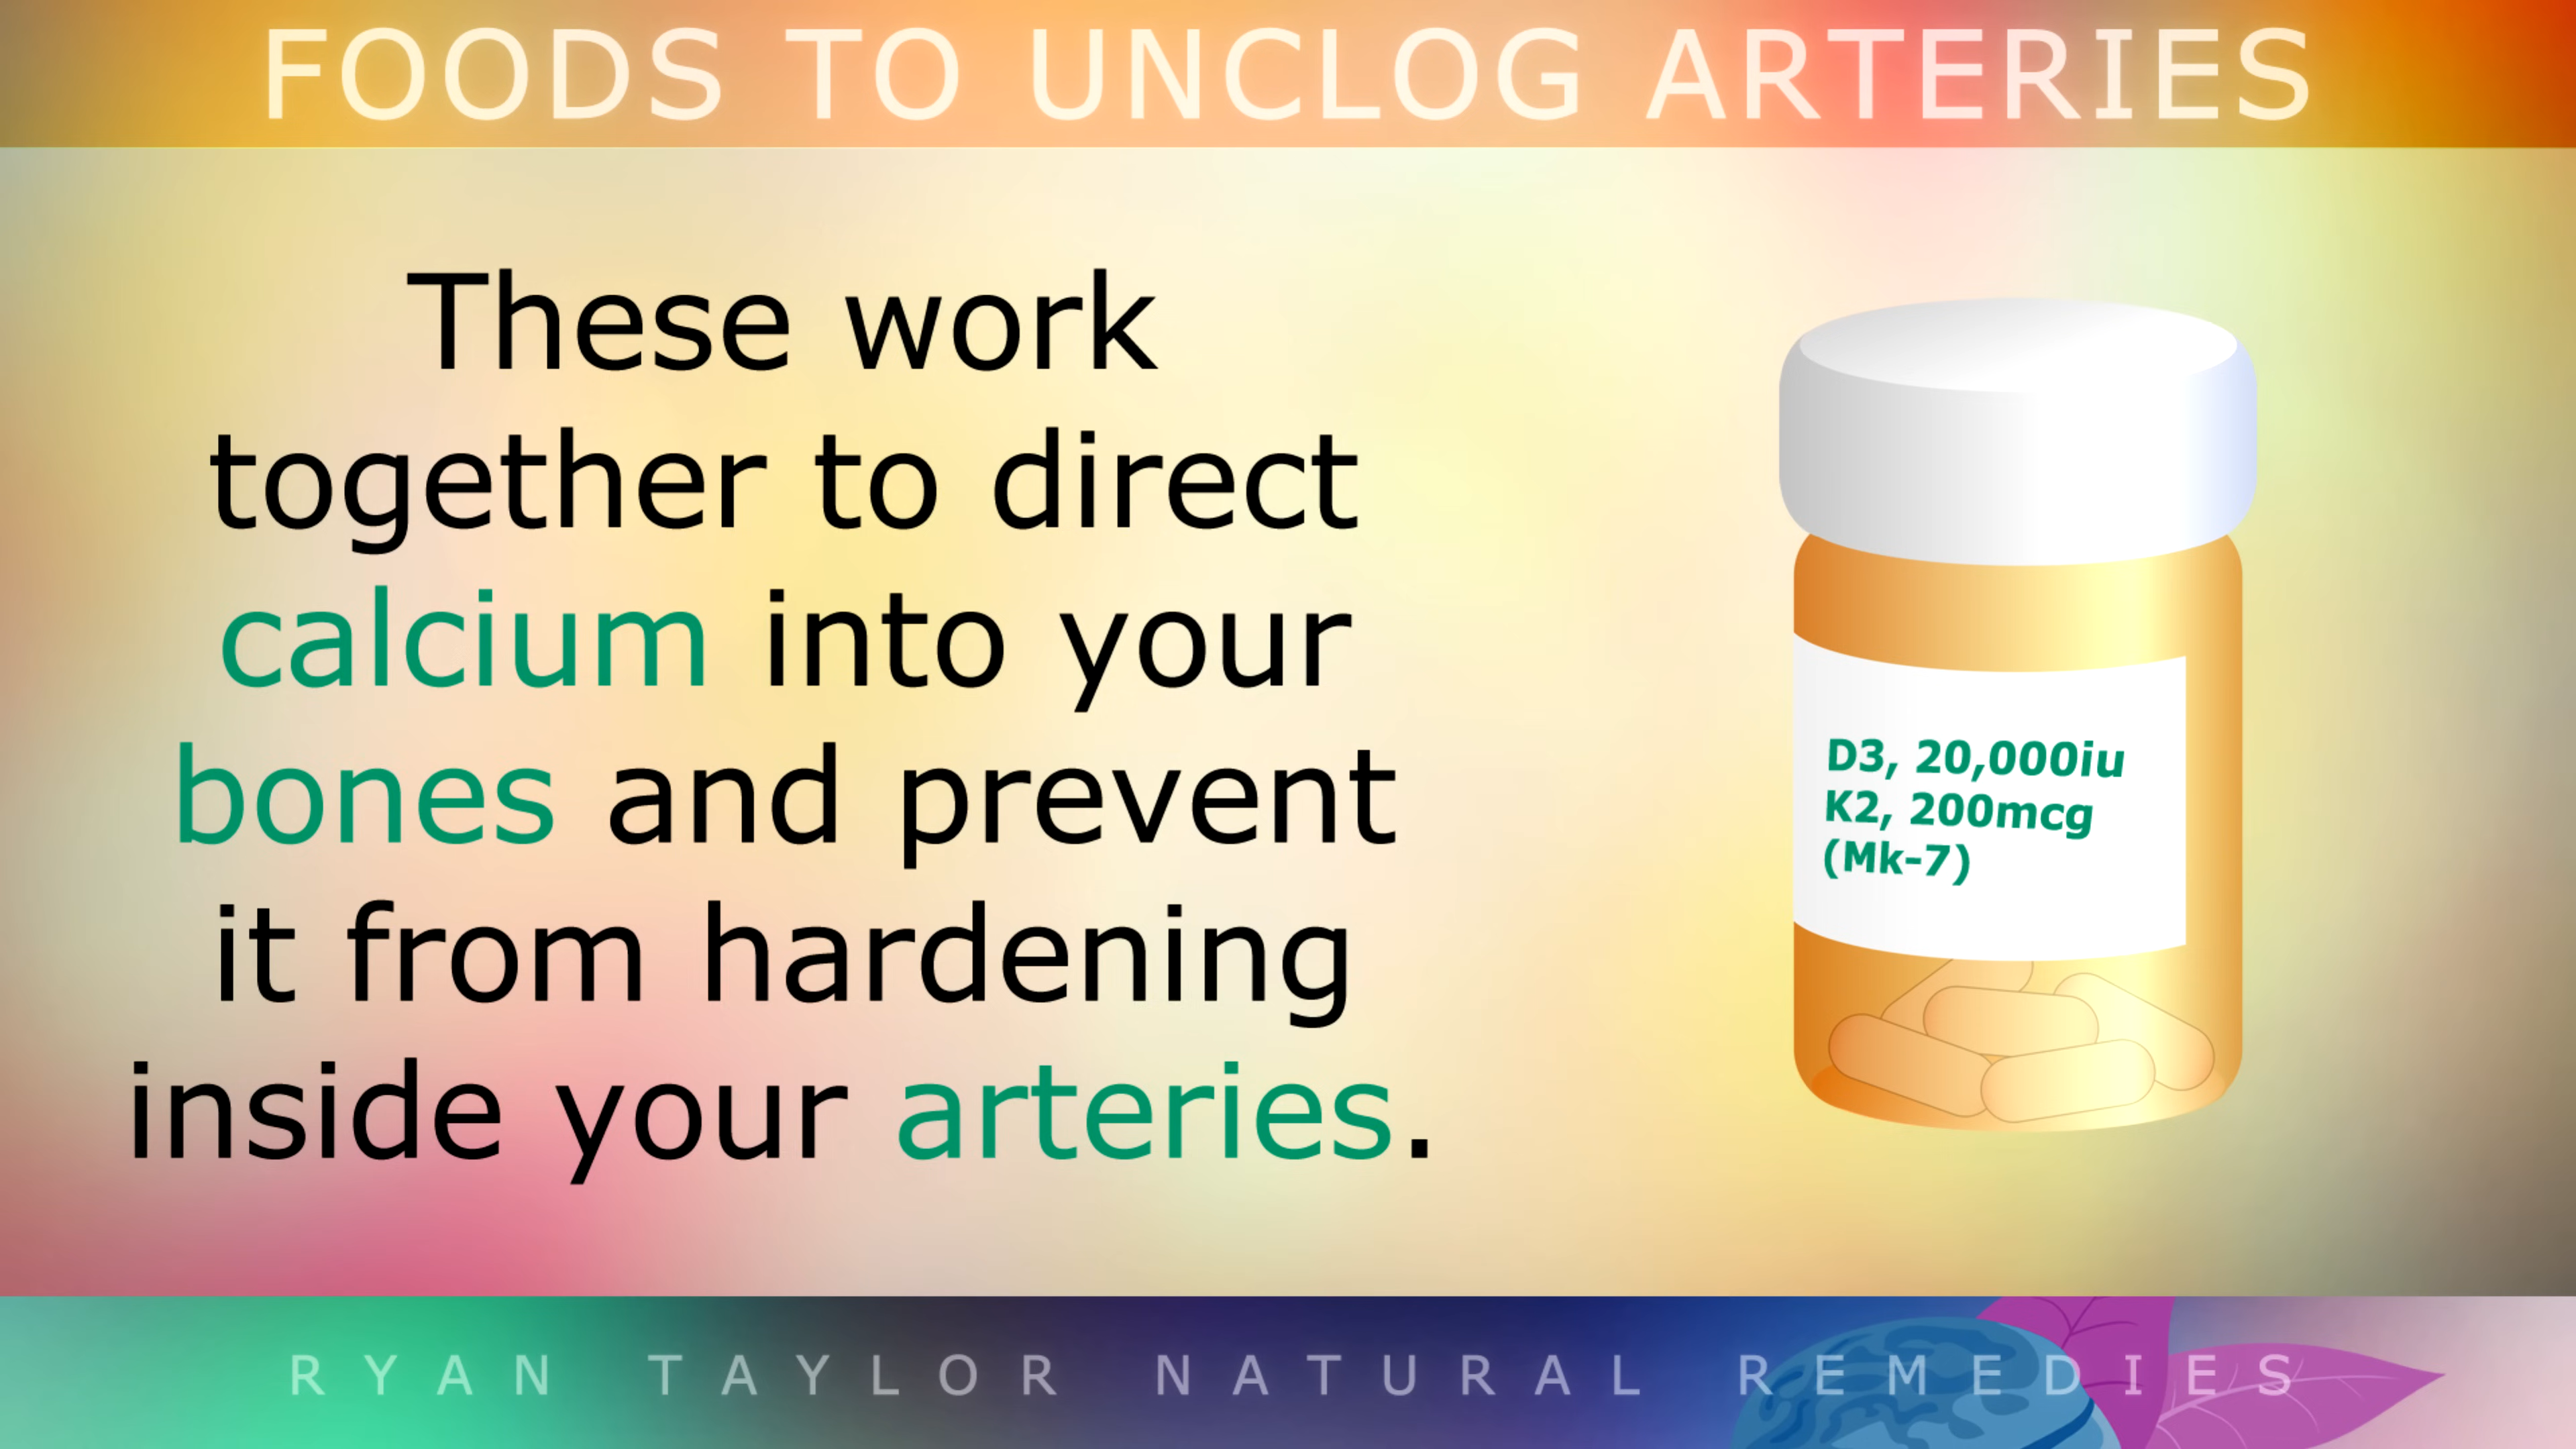 FOODS TO UNCLOG ARTERIES
These work
together to direct
calcium into your
bones and prevent
it from hardening
inside your arteries.
D3, 20,000iu
K2, 200mcg
(Mk-7)
RYAN TAYLOR NATURAL REMEDIES